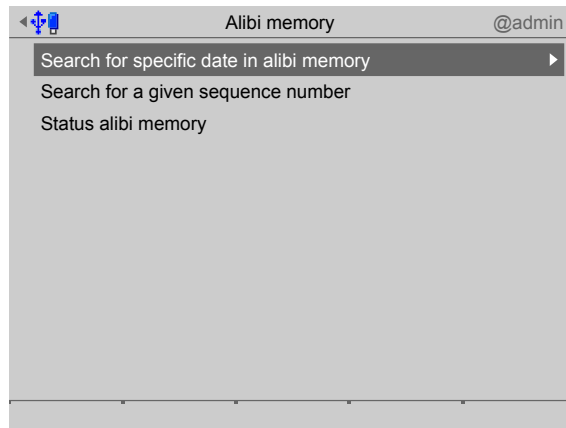 Alibi memory @admin
Search for specific date in alibi memory
Search for a given sequence number
Status alibi memory